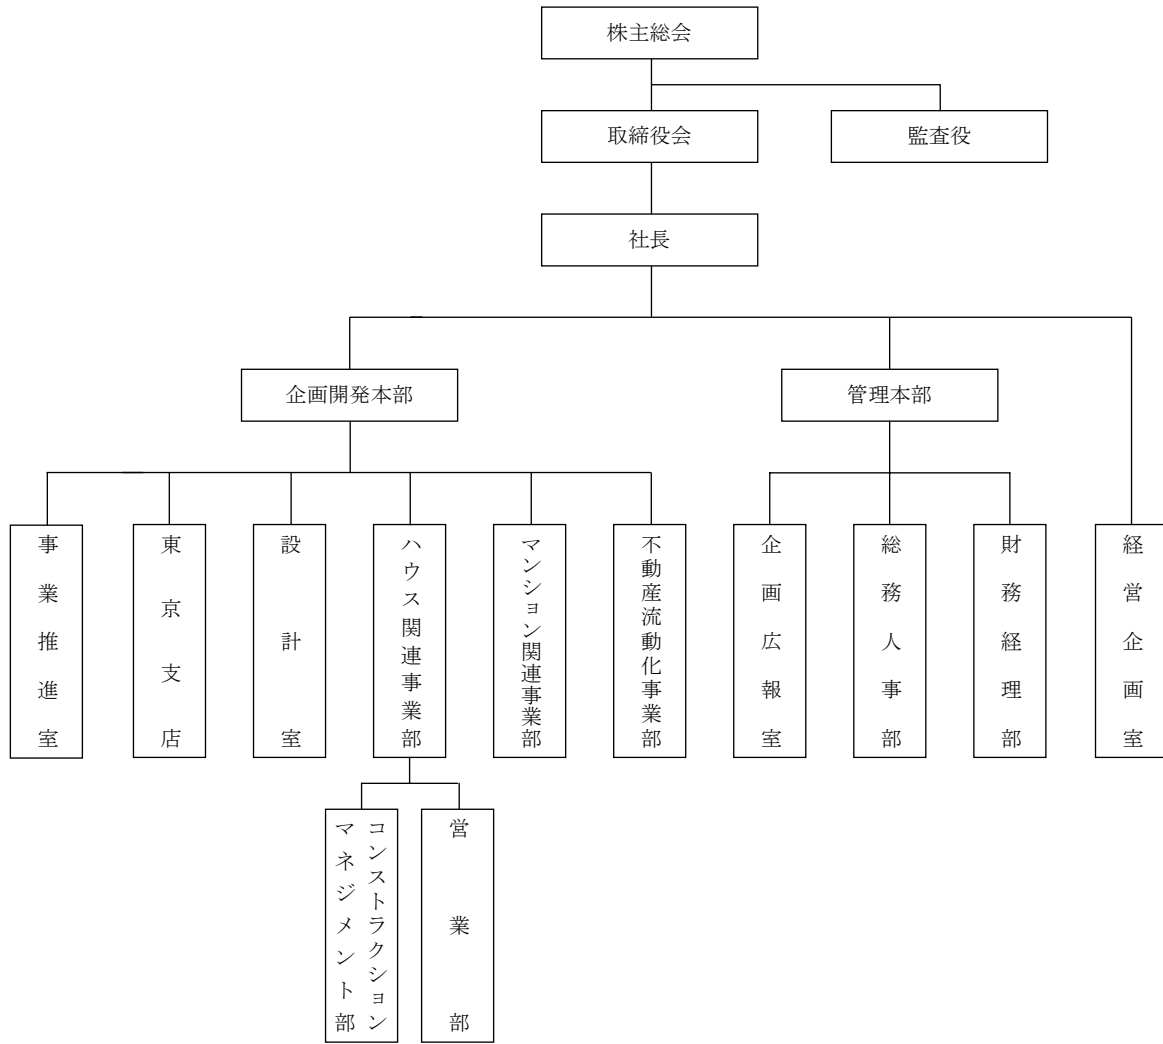 株主総会
取締役会
監査役
社長
企画開発本部
管理本部
事業推進室
東京支店
設計室
ハウス関連事業部
マンション関連事業部
不動産流動化事業部
企画広報室
総務人事部
財務経理部
経営企画室
コンストラクション
マネジメント部
営業部